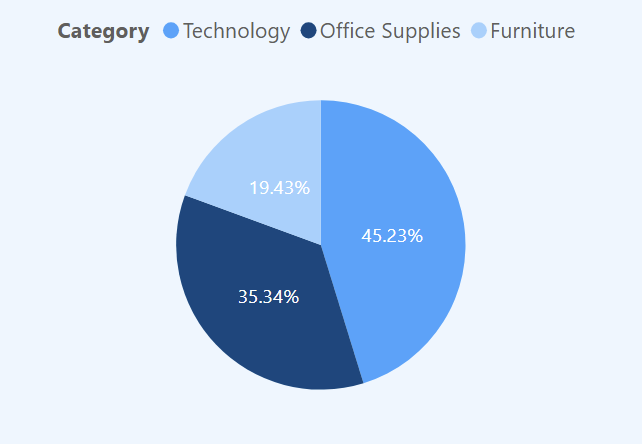 Category Technology Office Supplies Furniture
19.43%
45.23%
35.34%